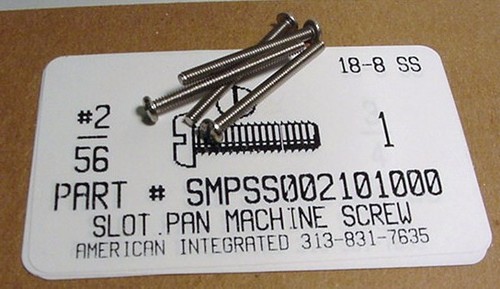 18-8 SS
#2
56
1
PART # SMPSS002101000
SLOT.PAN MACHINE SCREW
AMERICAN INTEGRATED 313-831-7635